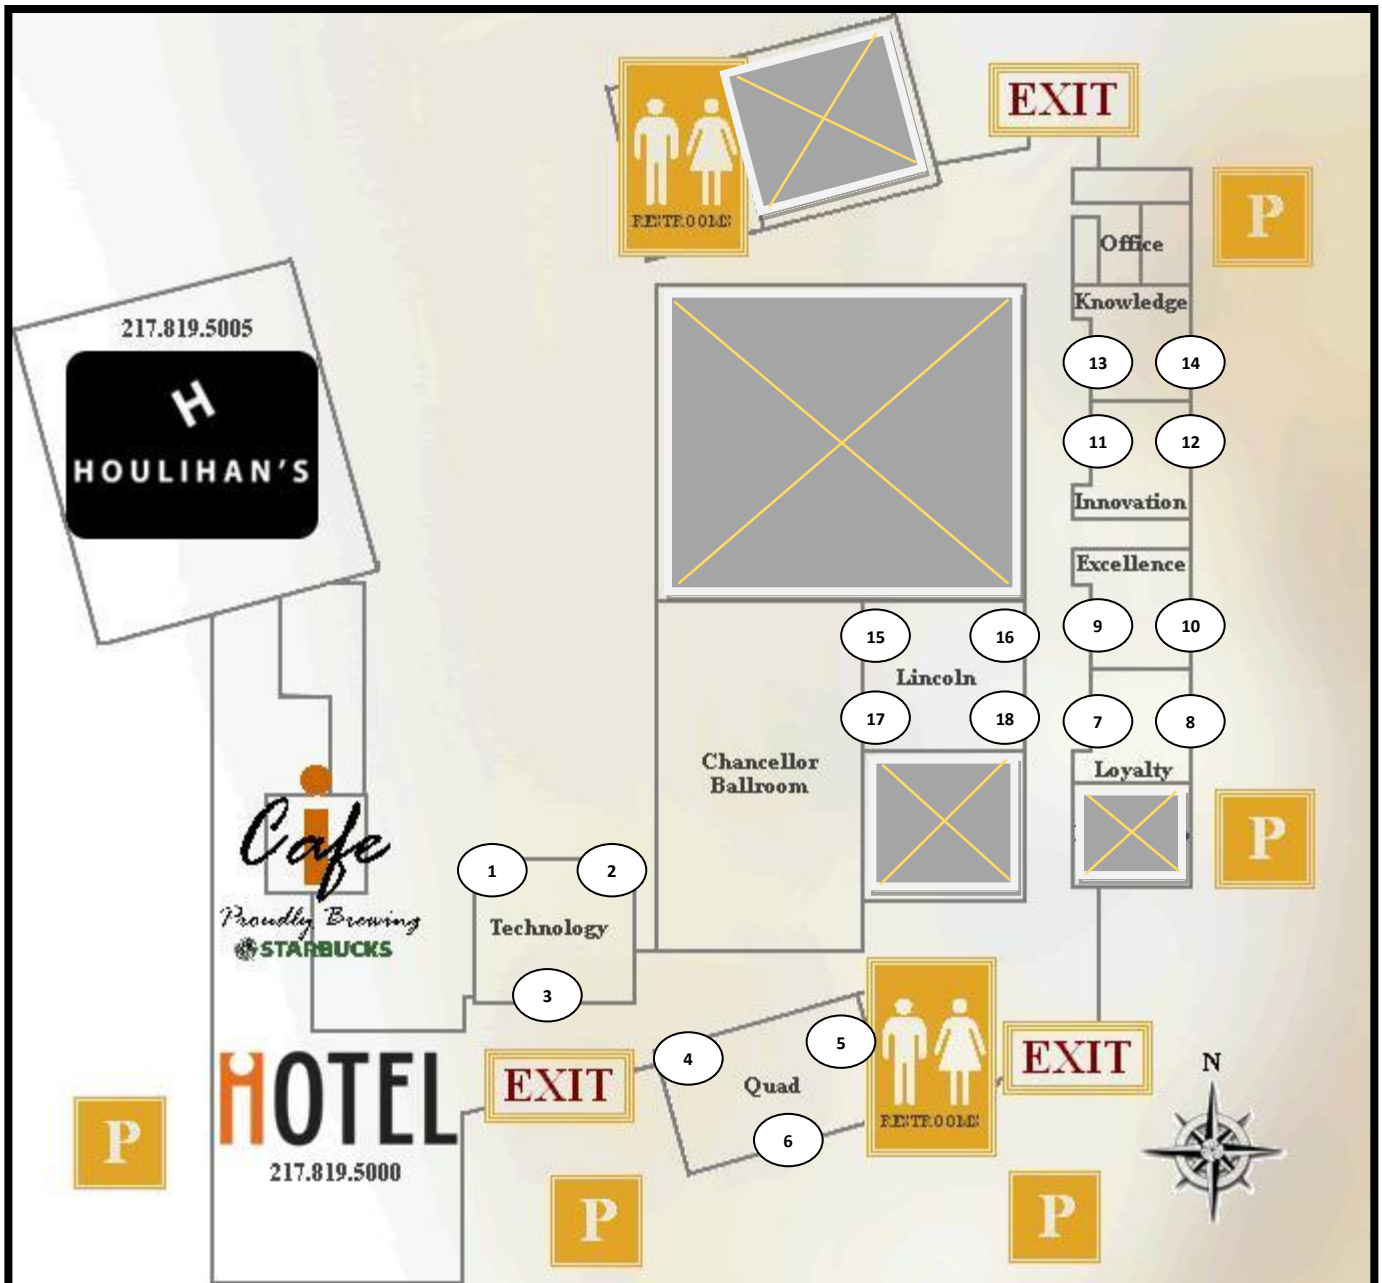 EXIT
P
RESTROOMS
Office
Knowledge
217.819.5005
H
HOULIHAN'S
13
14
11
12
Innovation
Excellence
9
10
15
16
Lincoln
17
18
7
8
Loyalty
Chancellor
Ballroom
P
i
Cafe
Proudly Brewing
STARBUCKS
1
2
Technology
3
4
5
Quad
6
RESTROOMS
EXIT
EXIT
N
iHOTEL
217.819.5000
P
P
P